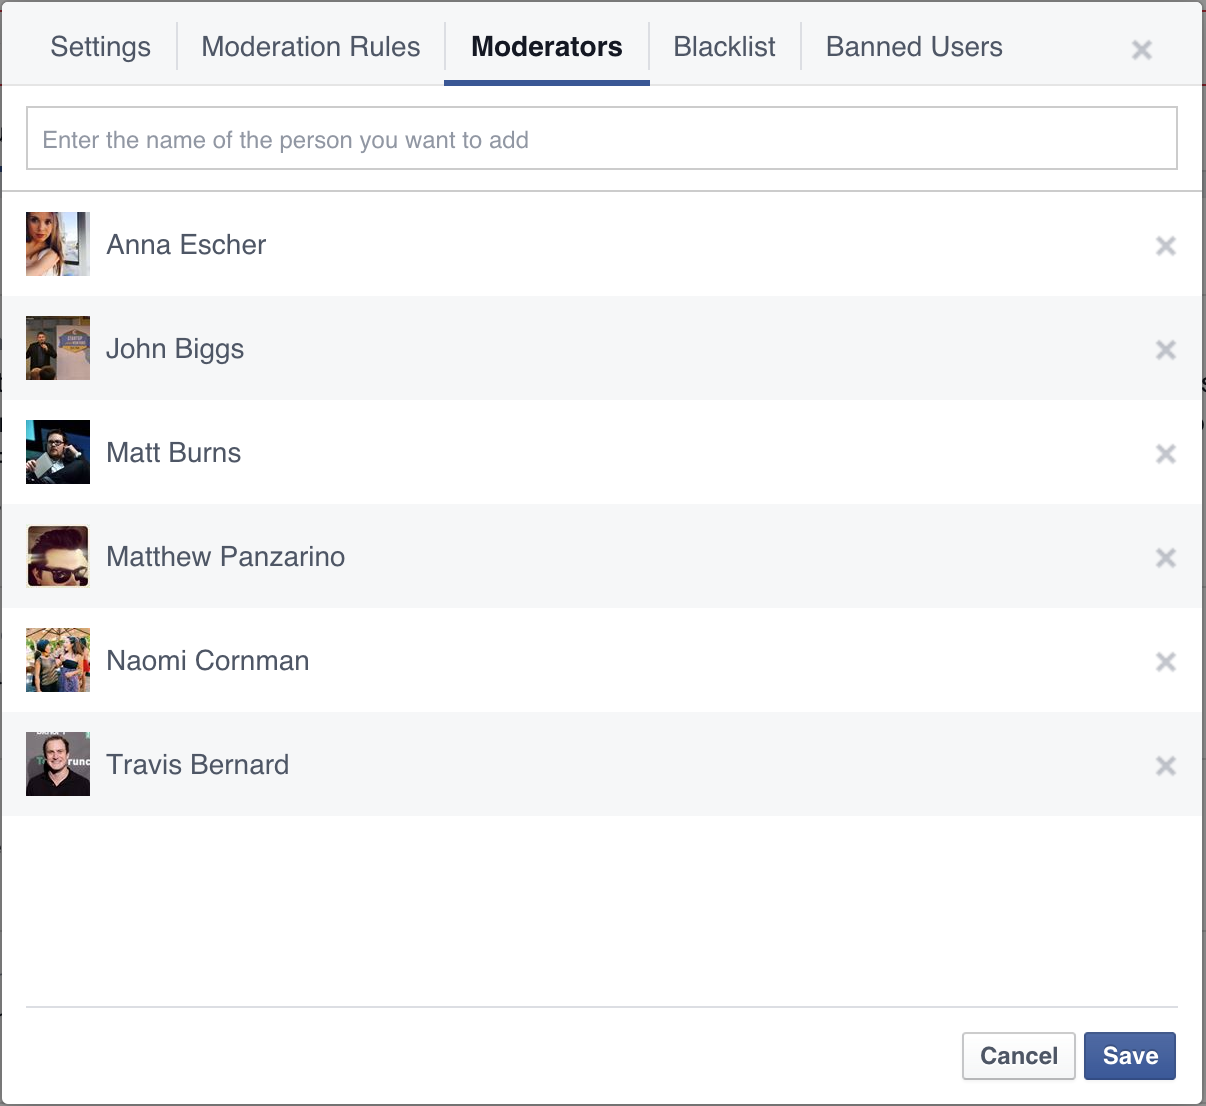 Settings
Moderation Rules
Moderators
Blacklist
Banned Users
Enter the name of the person you want to add
Anna Escher
John Biggs
STARTUP
Matt Burns
Matthew Panzarino
Naomi Cornman
Travis Bernard
Cancel
Save